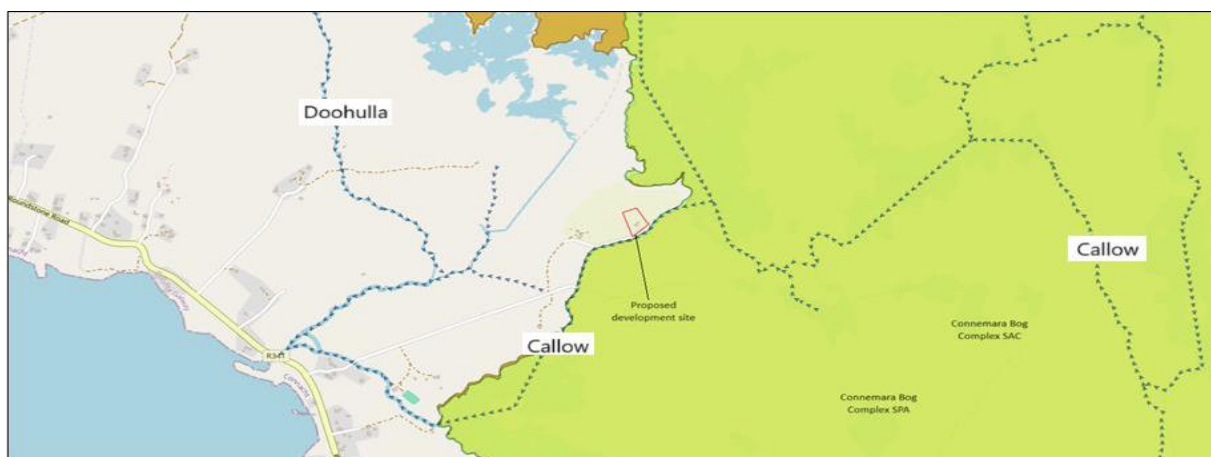 Doohulla
Roundstone Road
Callow
Proposed
development site
R341
Callow
Connemara Bog
Complex SAC
Connemara Bog
Complex SPA